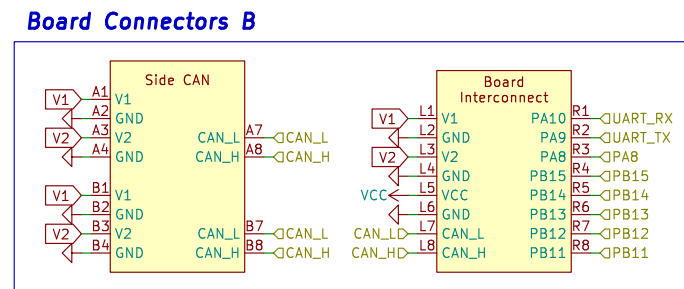 Board Connectors B
Side CAN
V1 A1 V1
A2 GND
V2 A3 V2 CAN_L A7 CAN_L
A4 GND CAN_H A8 CAN_H
V1 B1 V1
B2 GND
V2 B3 V2 CAN_L B7 CAN_L
B4 GND CAN_H B8 CAN_H
Board
Interconnect
V1 L1 V1 PA10 R1 UART_RX
L2 GND PA9 R2 UART_TX
V2 L3 V2 PA8 R3 PA8
L4 GND PB15 R4 PB15
VCC L5 VCC PB14 R5 PB14
L6 GND PB13 R6 PB13
CAN_L L7 CAN_L PB12 R7 PB12
CAN_H L8 CAN_H PB11 R8 PB11